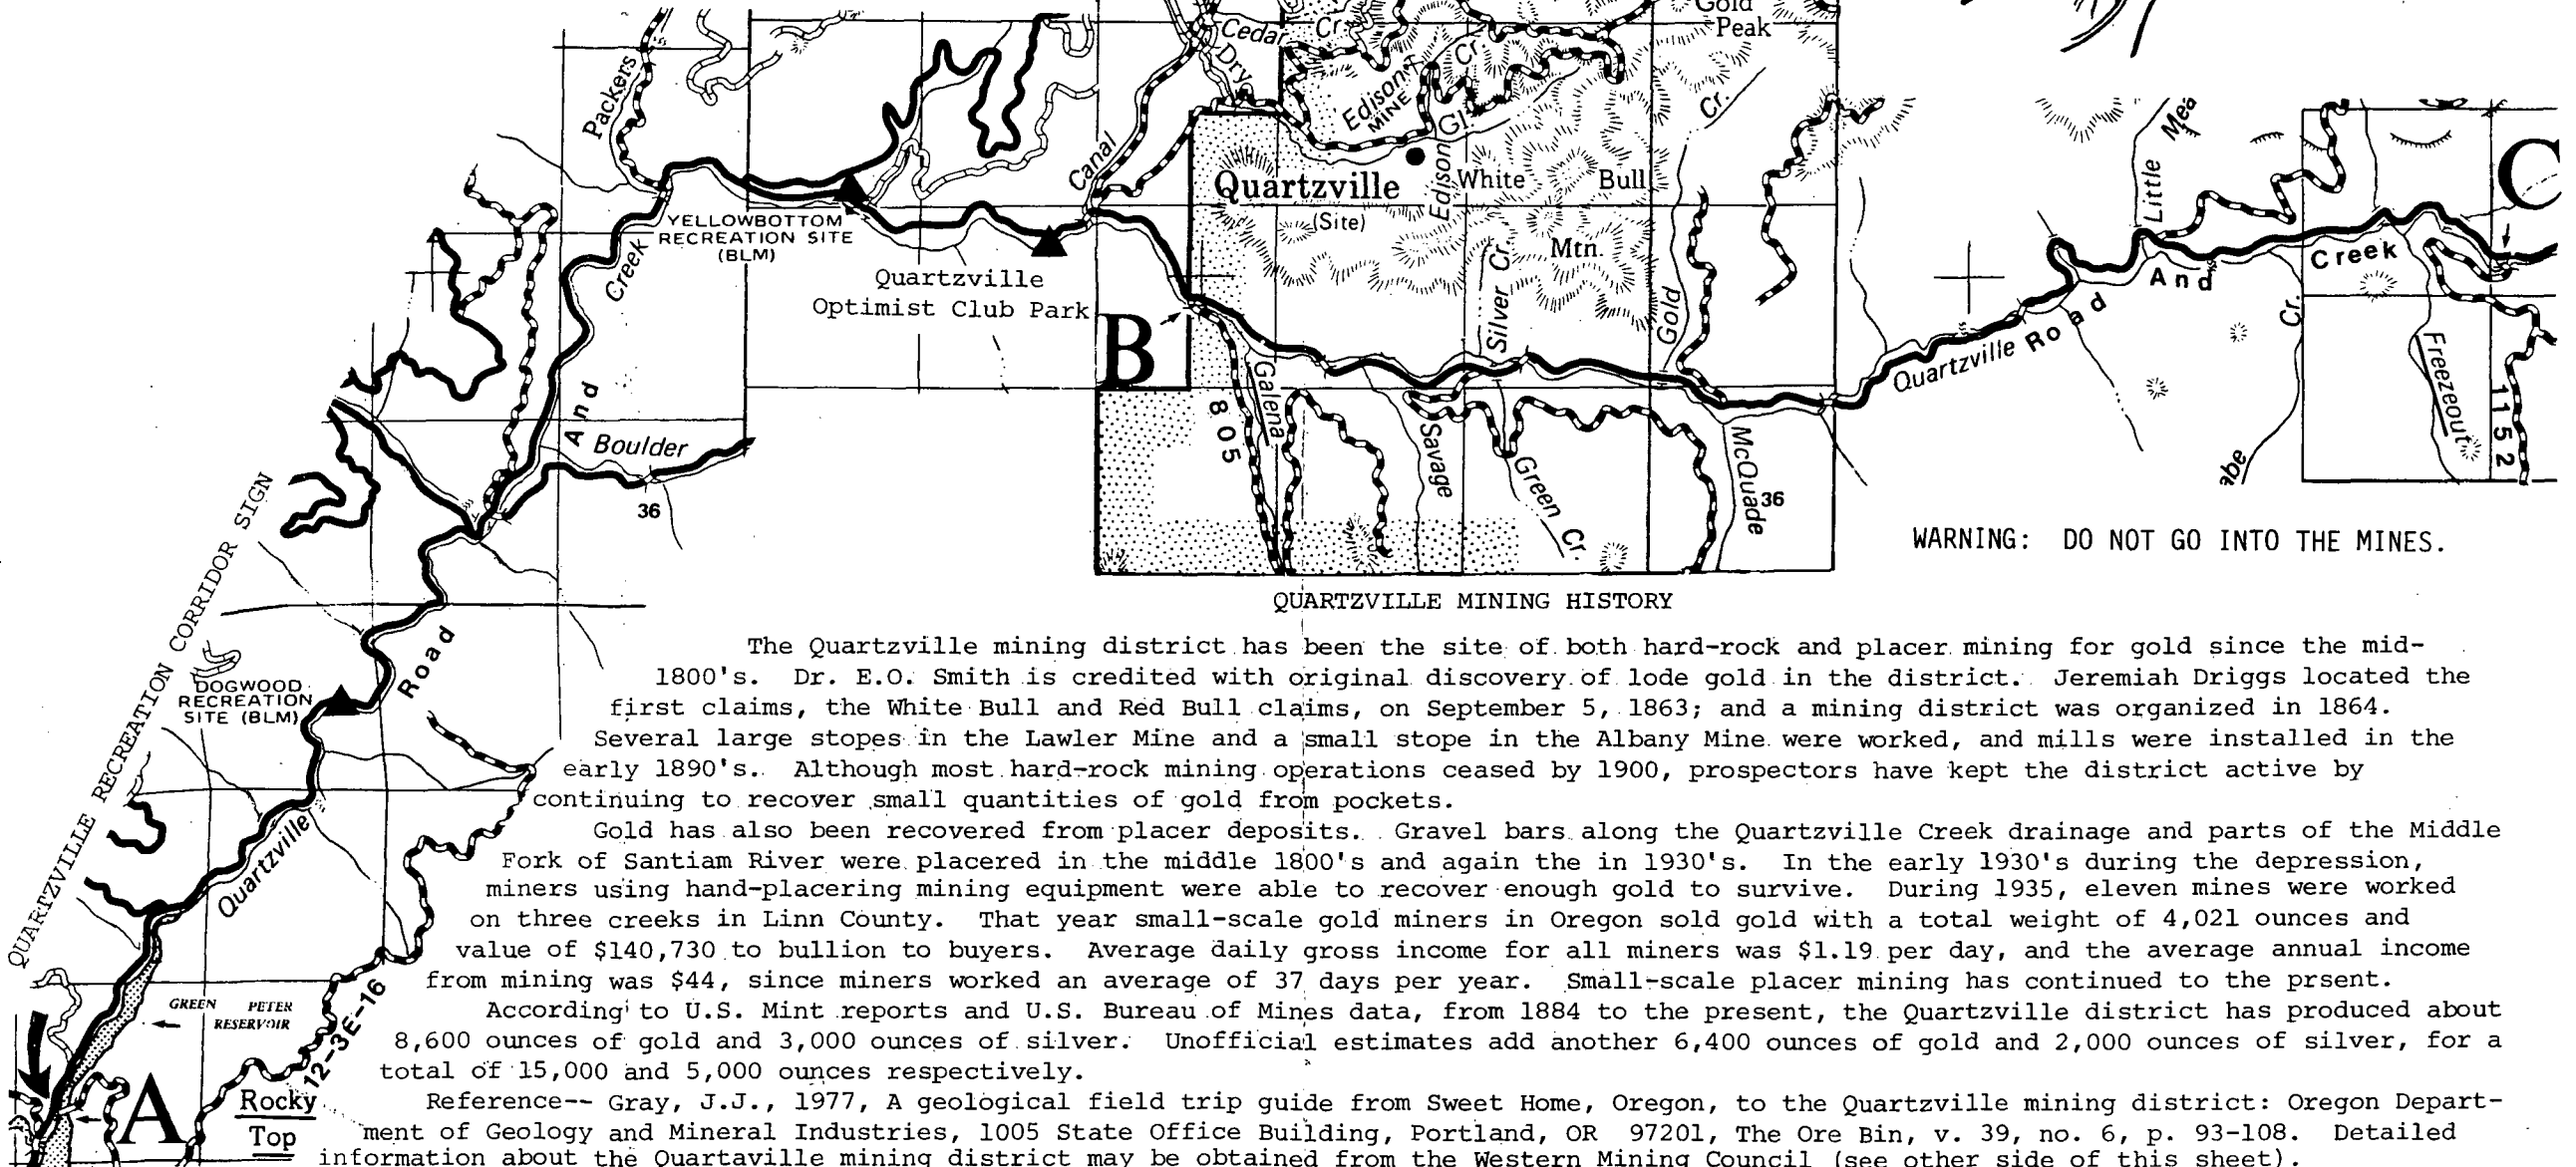 Gold
Peak
Cedar
Cr.
Dry
Cr.
Packers
Edison
MINE
Gl.
Canal
Cr.
Mea
Little
C
Quartzville
(Site)
Edison
White
Bull
Mtn.
YELLOWBOTTOM
RECREATION SITE
(BLM)
Creek
Quartzville
Optimist Club Park
B
Silver Cr.
Gold
Creek
And
Road
Quartzville
Cr.
Freezeout
1152
Galena
805
And
Boulder
36
Savage
Green Cr.
McQuade
36
WARNING: DO NOT GO INTO THE MINES.
QUARTZVILLE RECREATION CORRIDOR SIGN
Road
DOGWOOD
RECREATION
SITE (BLM)
Quartzville
GREEN PETER
RESERVOIR
12-3E-16
A
Rocky
Top
QUARTZVILLE MINING HISTORY
The Quartzville mining district has been the site of both hard-rock and placer mining for gold since the mid-
1800's. Dr. E.O. Smith is credited with original discovery of lode gold in the district. Jeremiah Driggs located the
first claims, the White Bull and Red Bull claims, on September 5, 1863; and a mining district was organized in 1864.
Several large stopes in the Lawler Mine and a small stope in the Albany Mine were worked, and mills were installed in the
early 1890's. Although most hard-rock mining operations ceased by 1900, prospectors have kept the district active by
continuing to recover small quantities of gold from pockets.
Gold has also been recovered from placer deposits. Gravel bars along the Quartzville Creek drainage and parts of the Middle
Fork of Santiam River were placered in the middle 1800's and again the in 1930's. In the early 1930's during the depression,
miners using hand-placering mining equipment were able to recover enough gold to survive. During 1935, eleven mines were worked
on three creeks in Linn County. That year small-scale gold miners in Oregon sold gold with a total weight of 4,021 ounces and
value of $140,730 to bullion to buyers. Average daily gross income for all miners was $1.19 per day, and the average annual income
from mining was $44, since miners worked an average of 37 days per year. Small-scale placer mining has continued to the prsent.
According to U.S. Mint reports and U.S. Bureau of Mines data, from 1884 to the present, the Quartzville district has produced about
8,600 ounces of gold and 3,000 ounces of silver. Unofficial estimates add another 6,400 ounces of gold and 2,000 ounces of silver, for a
total of 15,000 and 5,000 ounces respectively.
Reference-- Gray, J.J., 1977, A geological field trip guide from Sweet Home, Oregon, to the Quartzville mining district: Oregon Depart-
ment of Geology and Mineral Industries, 1005 State Office Building, Portland, OR 97201, The Ore Bin, v. 39, no. 6, p. 93-108. Detailed
information about the Quartaville mining district may be obtained from the Western Mining Council (see other side of this sheet).